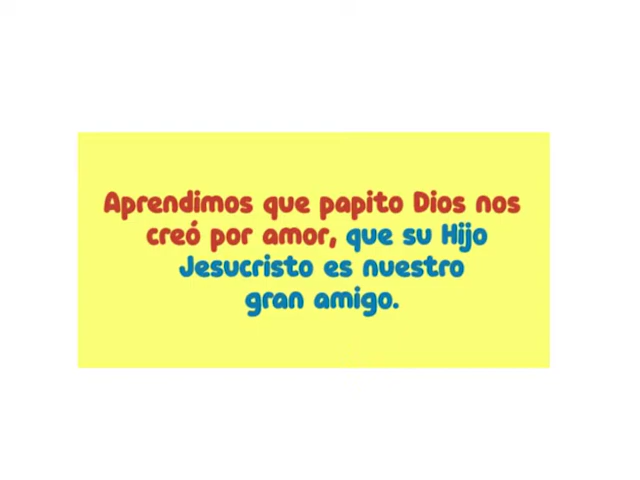 Aprendimos que papito Dios nos
creó por amor, que su Hijo
Jesucristo es nuestro
gran amigo.